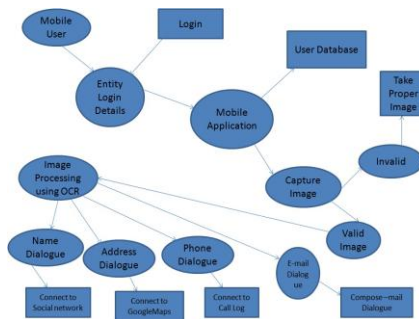 Mobile
User
Login
User Database
Take
Proper
Image
Entity
Login
Details
Mobile
Application
Invalid
Image
Processing
using OCR
Capture
Image
Valid
Image
Name
Dialogue
Address
Dialogue
Phone
Dialogue
E-mail
Dialog
ue
Connect to
Social network
Connect to
GoogleMaps
Connect to
Call Log
Compose–mail
Dialogue